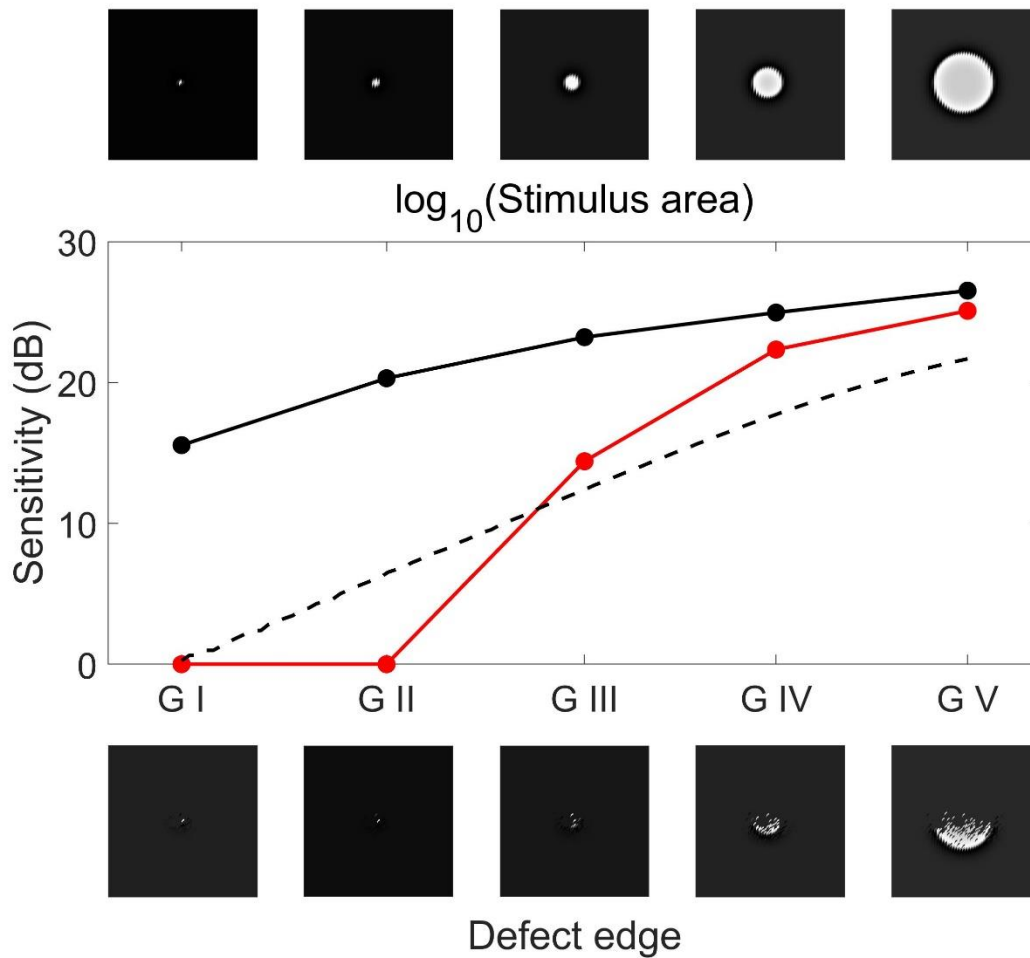 log10(Stimulus area)
30
20
10
0
Sensitivity (dB)
G I G II G III G IV G V
Defect edge